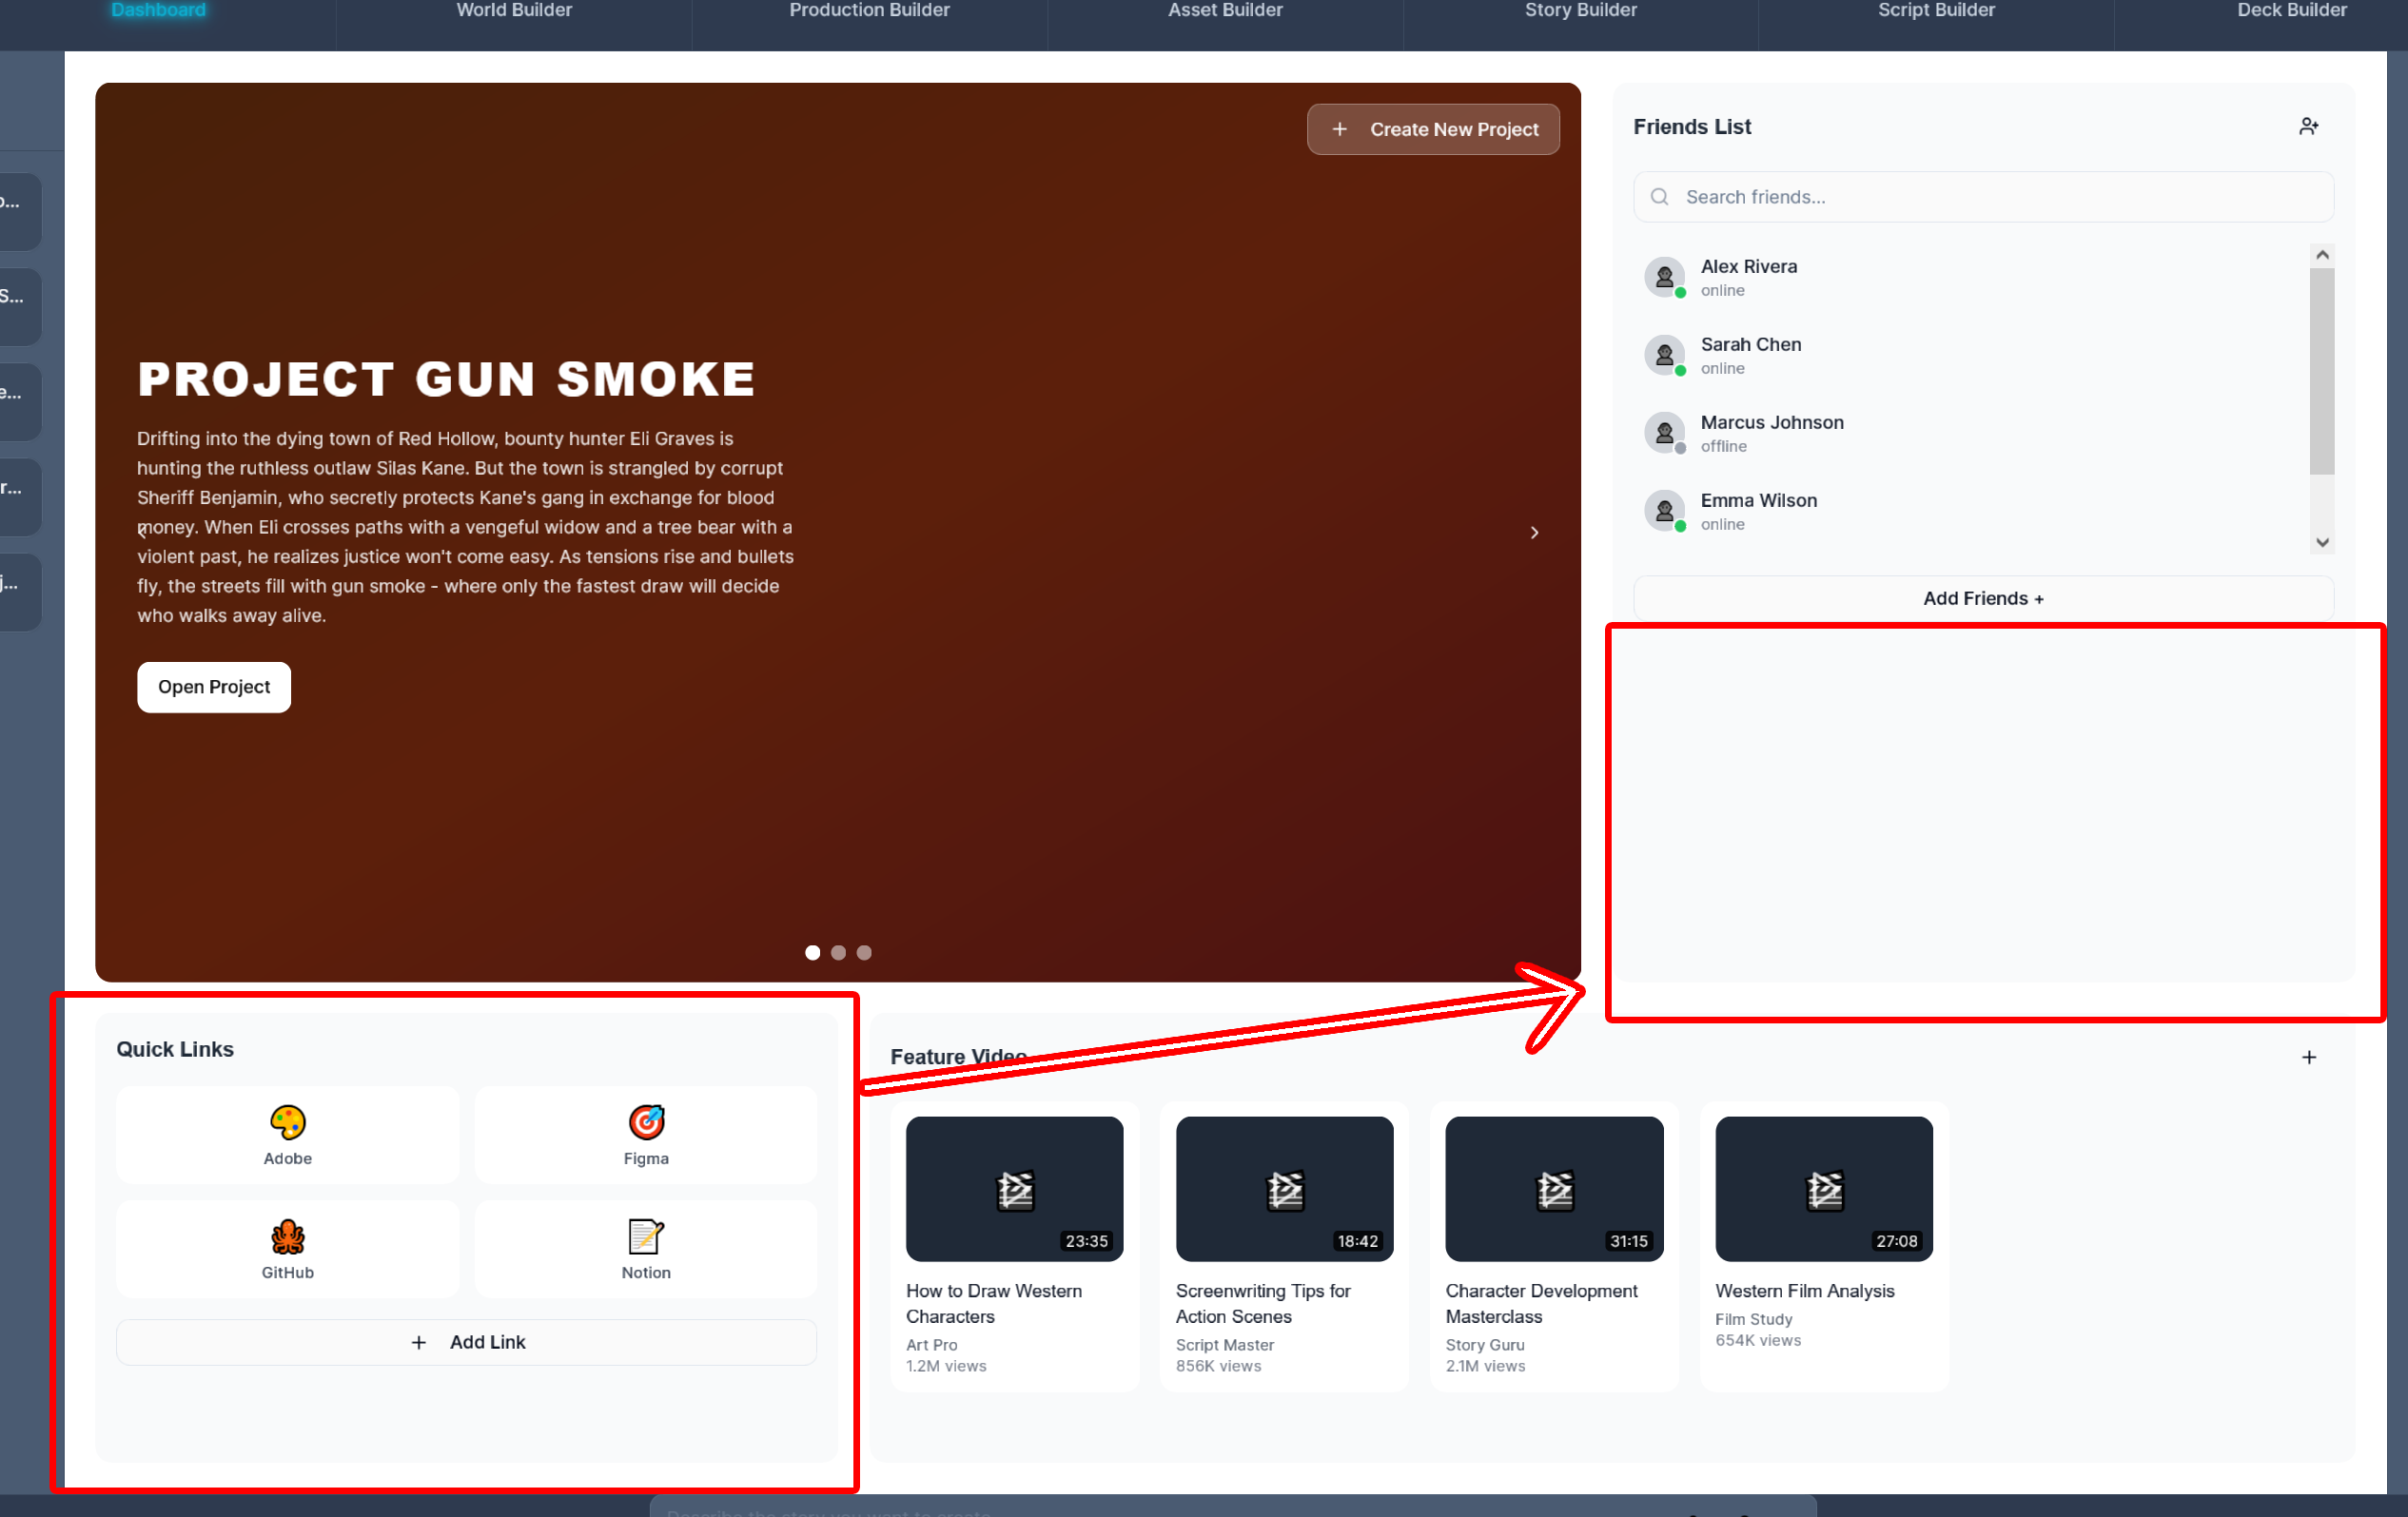 Dashboard
World Builder
Production Builder
Asset Builder
Story Builder
Script Builder
Deck Builder
Create New Project
PROJECT GUN SMOKE
Drifting into the dying town of Red Hollow, bounty hunter Eli Graves is
hunting the ruthless outlaw Silas Kane. But the town is strangled by corrupt
Sheriff Benjamin, who secretly protects Kane's gang in exchange for blood
money. When Eli crosses paths with a vengeful widow and a tree bear with a
violent past, he realizes justice won't come easy. As tensions rise and bullets
fly, the streets fill with gun smoke - where only the fastest draw will decide
who walks away alive.
Open Project
Friends List
Search friends...
Alex Rivera
online
Sarah Chen
online
Marcus Johnson
offline
Emma Wilson
online
Add Friends +
Quick Links
Adobe
Figma
GitHub
Notion
+ Add Link
Feature Video
+
23:35
How to Draw Western
Characters
Art Pro
1.2M views
18:42
Screenwriting Tips for
Action Scenes
Script Master
856K views
31:15
Character Development
Masterclass
Story Guru
2.1M views
27:08
Western Film Analysis
Film Study
654K views